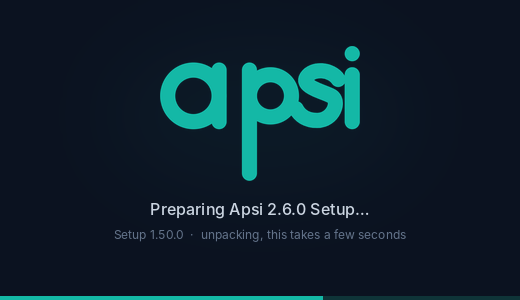 apsi
Preparing Apsi 2.6.0 Setup...
Setup 1.50.0 · unpacking, this takes a few seconds